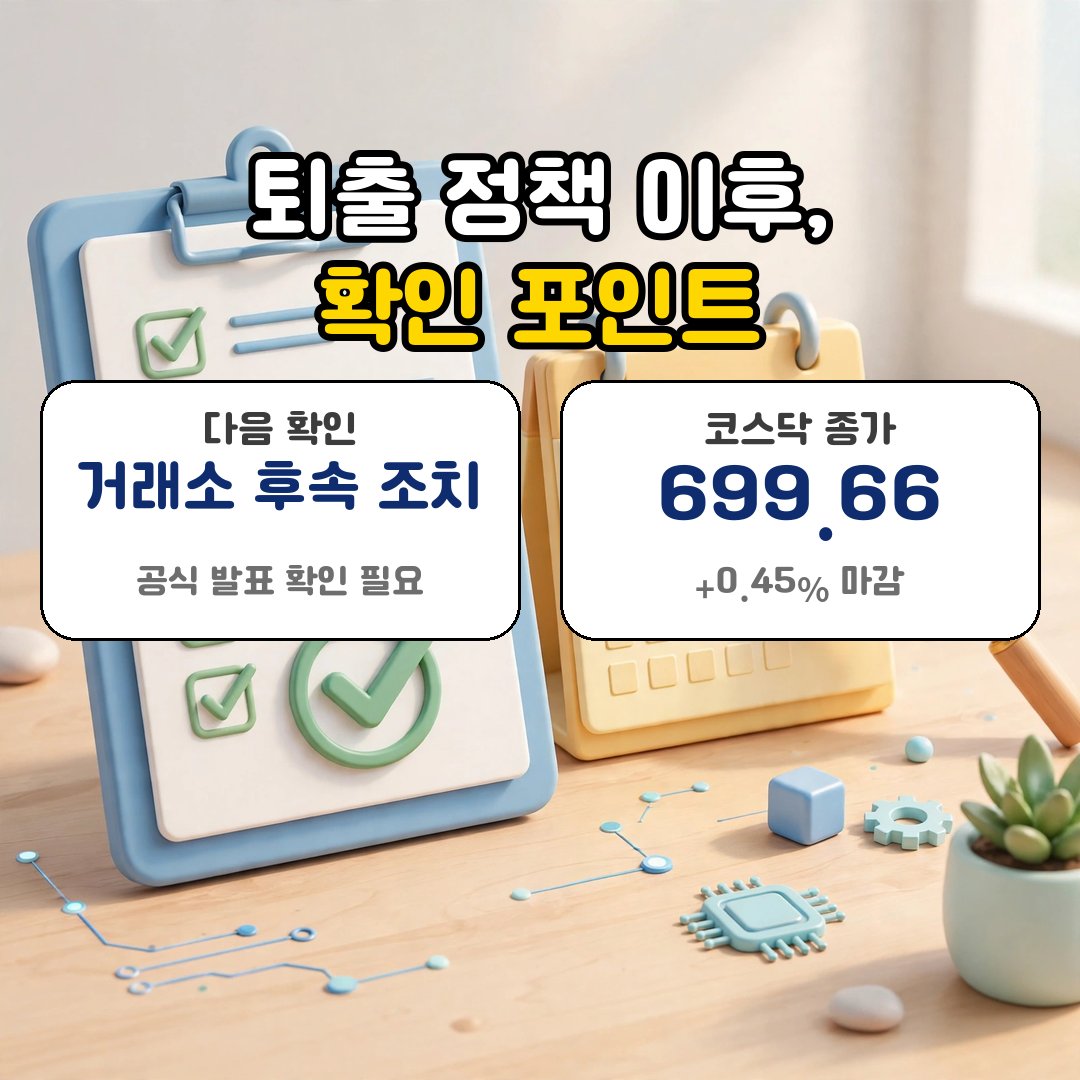 퇴출 정책 이후,
확인 포인트
다음 확인
거래소 후속 조치
공식 발표 확인 필요
코스닥 종가
699.66
+0.45% 마감